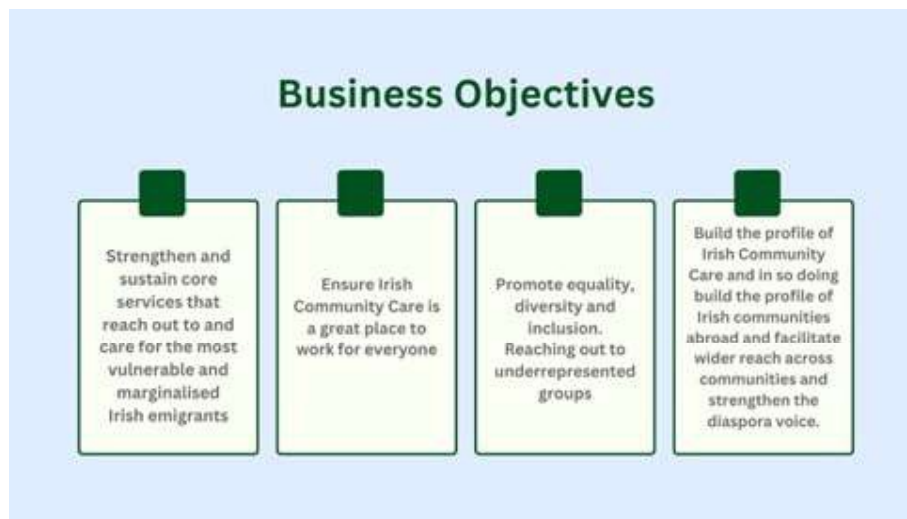 Business Objectives
Strengthen and
sustain core
services that
reach out to and
care for the most
vulnerable and
marginalised
Irish emigrants
Ensure Irish
Community Care is
a great place to
work for everyone
Promote equality,
diversity and
inclusion.
Reaching out to
underrepresented
groups
Build the profile of
Irish Community
Care and in so doing
build the profile of
Irish communities
abroad and facilitate
wider reach across
communities and
strengthen the
diaspora voice.